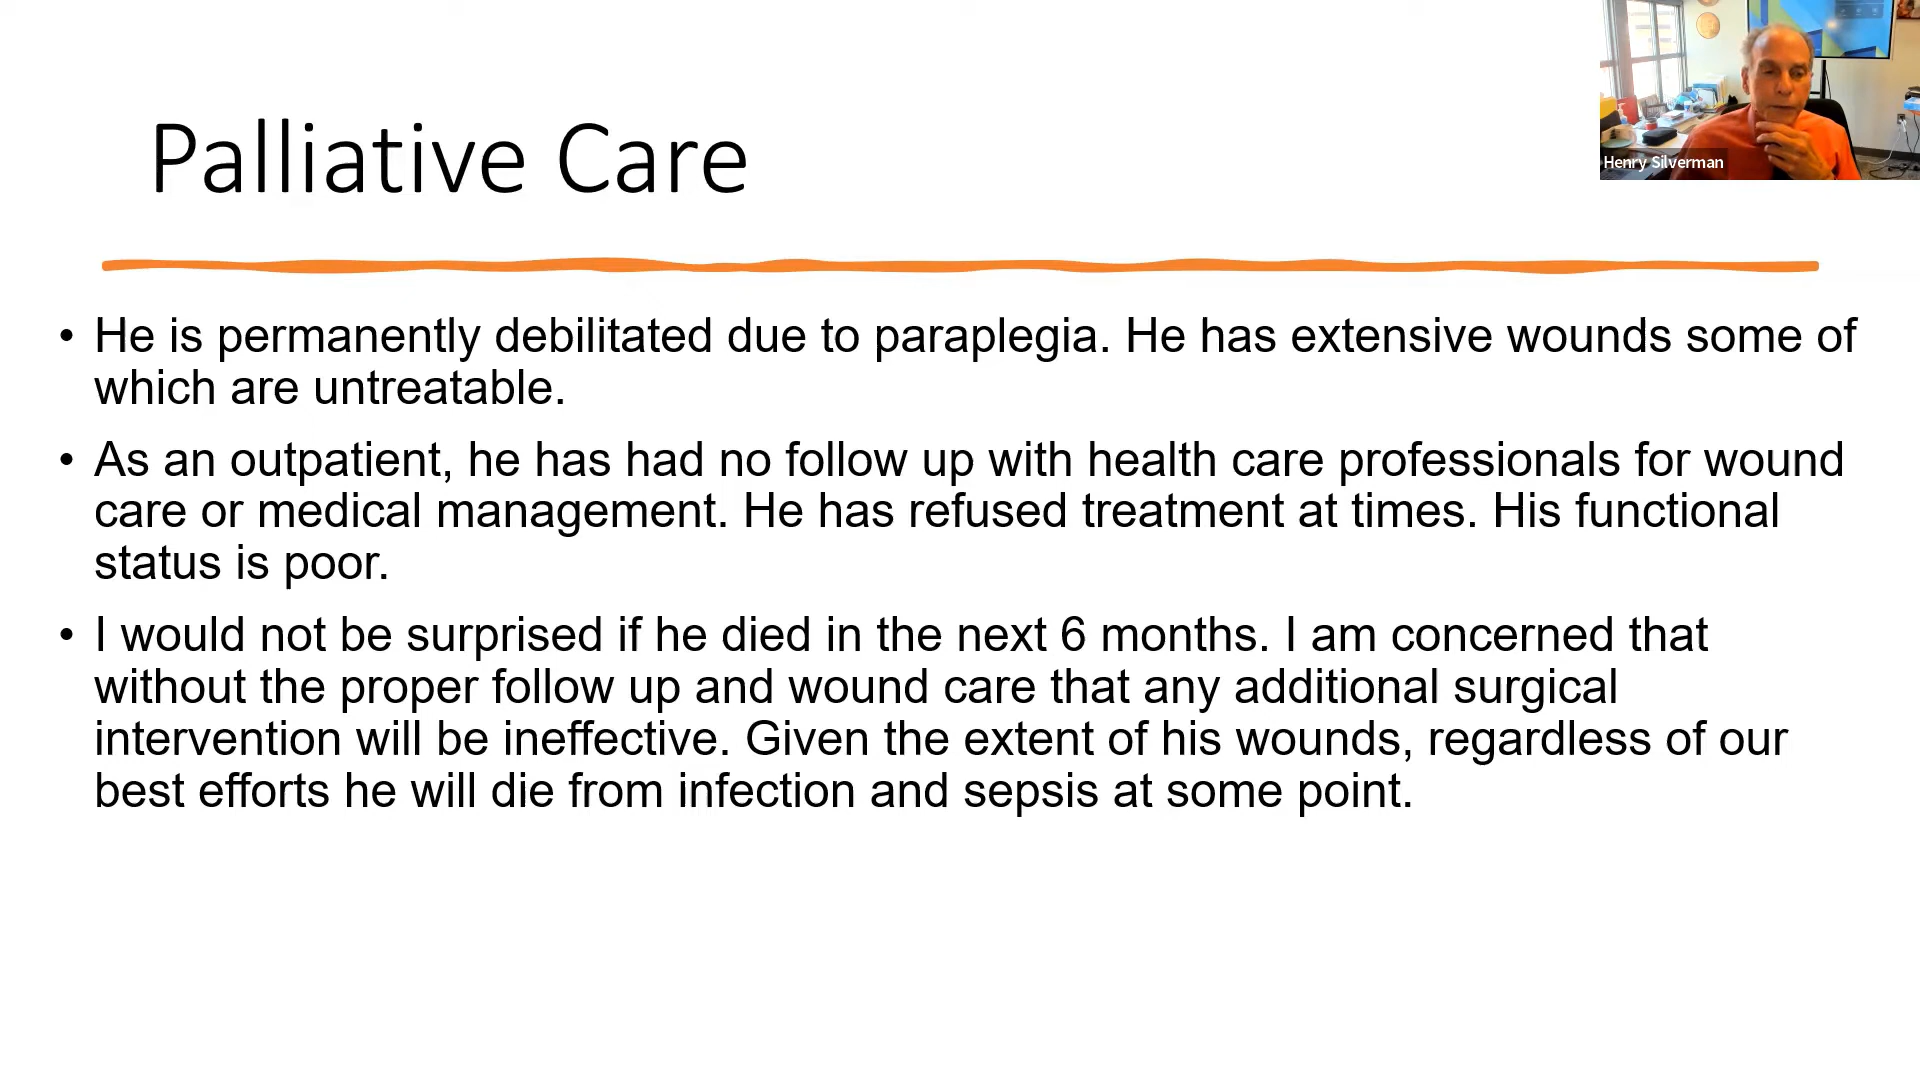 Palliative Care
Henry Silverman
• He is permanently debilitated due to paraplegia. He has extensive wounds some of
which are untreatable.
• As an outpatient, he has had no follow up with health care professionals for wound
care or medical management. He has refused treatment at times. His functional
status is poor.
• I would not be surprised if he died in the next 6 months. I am concerned that
without the proper follow up and wound care that any additional surgical
intervention will be ineffective. Given the extent of his wounds, regardless of our
best efforts he will die from infection and sepsis at some point.